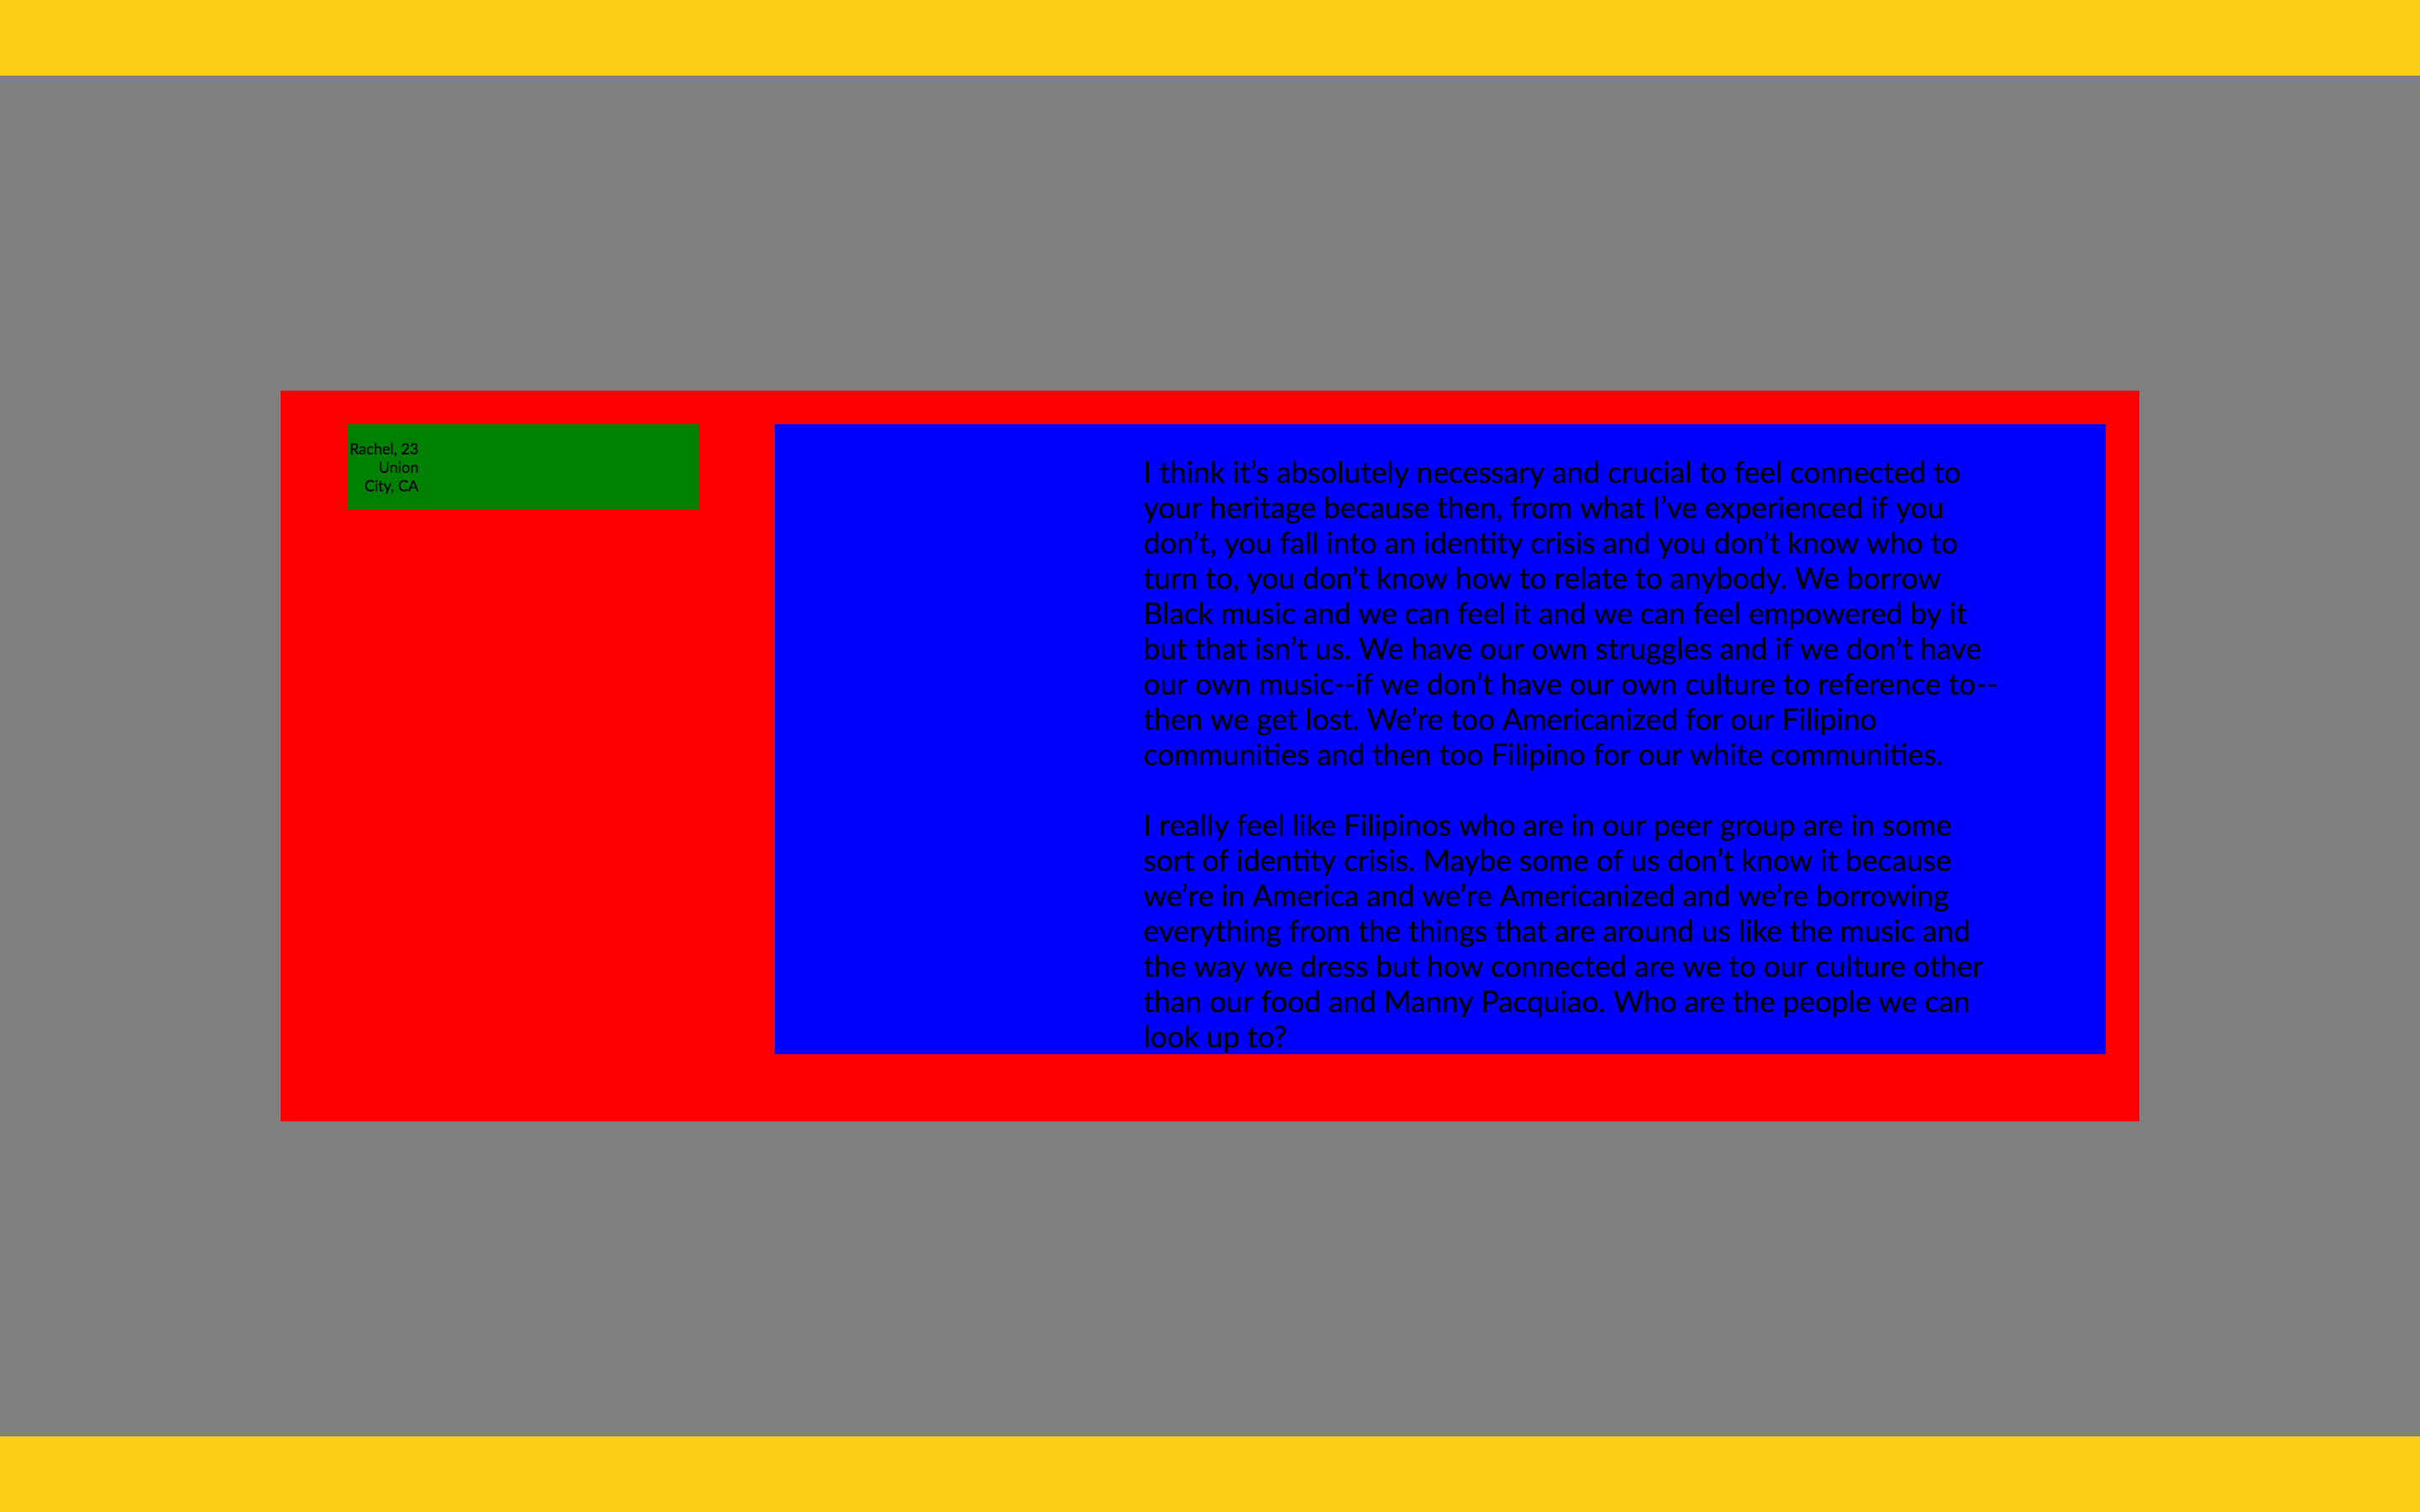 Rachel, 23
Union
City, CA
I think it’s absolutely necessary and crucial to feel connected to
your heritage because then, from what I’ve experienced if you
don’t, you fall into an identity crisis and you don’t know who to
turn to, you don’t know how to relate to anybody. We borrow
Black music and we can feel it and we can feel empowered by it
but that isn’t us. We have our own struggles and if we don’t have
our own music--if we don’t have our own culture to reference to--
then we get lost. We’re too Americanized for our Filipino
communities and then too Filipino for our white communities.
I really feel like Filipinos who are in our peer group are in some
sort of identity crisis. Maybe some of us don’t know it because
we’re in America and we’re Americanized and we’re borrowing
everything from the things that are around us like the music and
the way we dress but how connected are we to our culture other
than our food and Manny Pacquiao. Who are the people we can
look up to?